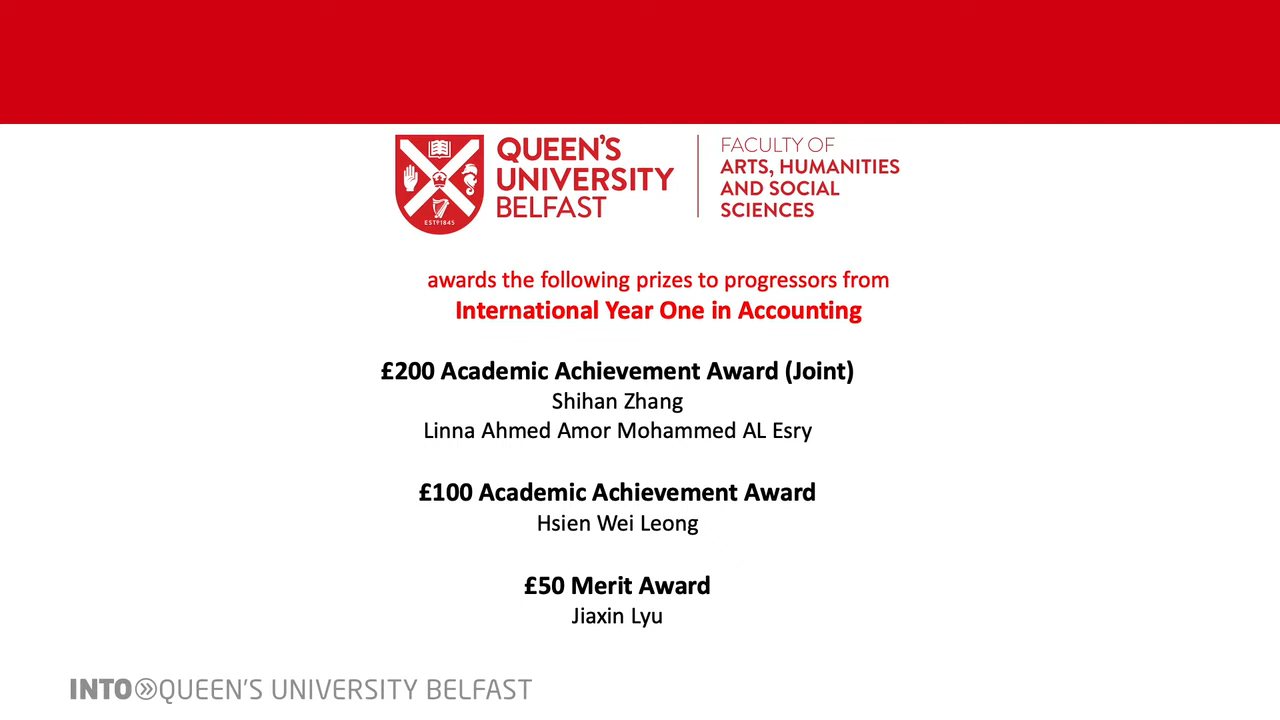 QUEEN'S
UNIVERSITY
BELFAST
ESTD 1845
FACULTY OF
ARTS, HUMANITIES
AND SOCIAL
SCIENCES
awards the following prizes to progressors from
International Year One in Accounting
£200 Academic Achievement Award (Joint)
Shihan Zhang
Linna Ahmed Amor Mohammed AL Esry
£100 Academic Achievement Award
Hsien Wei Leong
£50 Merit Award
Jiaxin Lyu
INTO QUEEN'S UNIVERSITY BELFAST